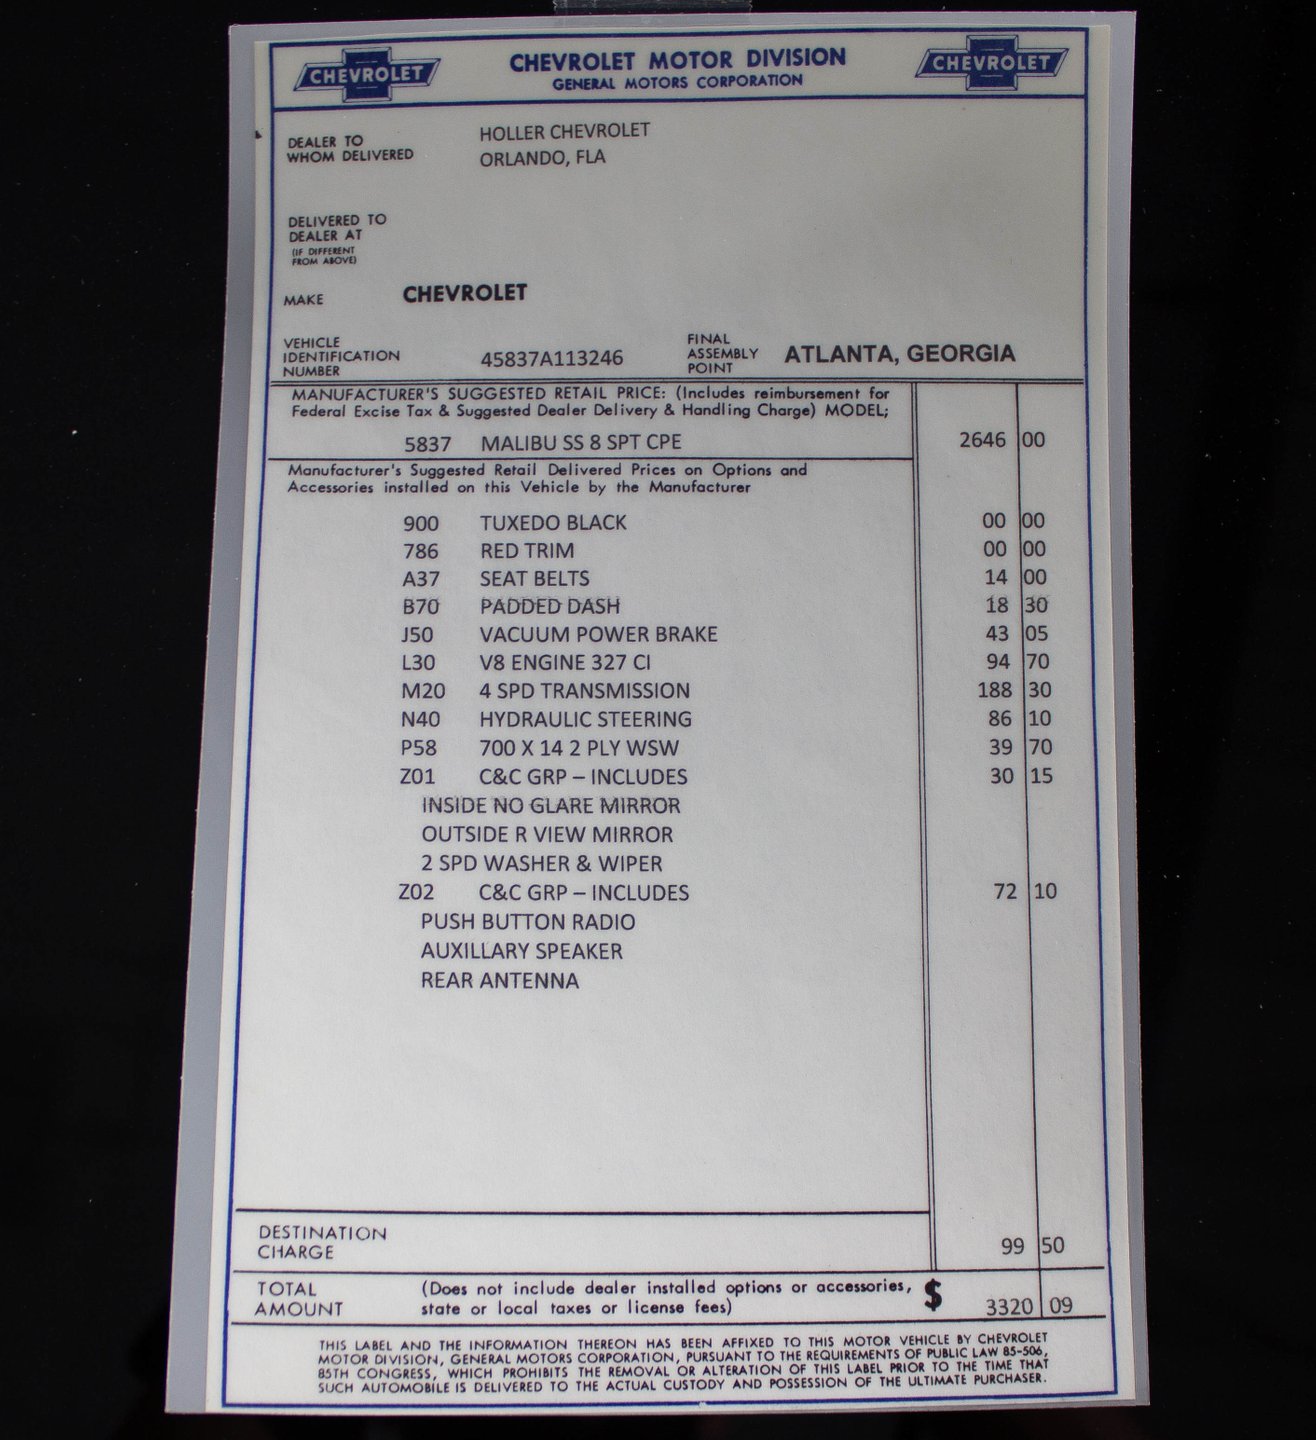 CHEVROLET
CHEVROLET MOTOR DIVISION
GENERAL MOTORS CORPORATION
CHEVROLET
DEALER TO
WHOM DELIVERED
HOLLER CHEVROLET
ORLANDO, FLA
DELIVERED TO
DEALER AT
(IF DIFFERENT
FROM ABOVE)
MAKE CHEVROLET
VEHICLE
IDENTIFICATION
NUMBER
45837A113246
FINAL
ASSEMBLY
POINT
ATLANTA, GEORGIA
MANUFACTURER'S SUGGESTED RETAIL PRICE: (Includes reimbursement for
Federal Excise Tax & Suggested Dealer Delivery & Handling Charge) MODEL;
5837 MALIBU SS 8 SPT CPE 2646 00
Manufacturer's Suggested Retail Delivered Prices on Options and
Accessories installed on this Vehicle by the Manufacturer
900 TUXEDO BLACK 00 00
786 RED TRIM 00 00
A37 SEAT BELTS 14 00
B70 PADDED DASH 18 30
J50 VACUUM POWER BRAKE 43 05
L30 V8 ENGINE 327 CI 94 70
M20 4 SPD TRANSMISSION 188 30
N40 HYDRAULIC STEERING 86 10
P58 700 X 14 2 PLY WSW 39 70
Z01 C&C GRP – INCLUDES 30 15
INSIDE NO GLARE MIRROR
OUTSIDE R VIEW MIRROR
2 SPD WASHER & WIPER
Z02 C&C GRP – INCLUDES 72 10
PUSH BUTTON RADIO
AUXILLARY SPEAKER
REAR ANTENNA
DESTINATION
CHARGE
99 50
TOTAL
AMOUNT
(Does not include dealer installed options or accessories,
state or local taxes or license fees)
$ 3320 09
THIS LABEL AND THE INFORMATION THEREON HAS BEEN AFFIXED TO THIS MOTOR VEHICLE BY CHEVROLET
MOTOR DIVISION, GENERAL MOTORS CORPORATION, PURSUANT TO THE REQUIREMENTS OF PUBLIC LAW 85-506,
85TH CONGRESS, WHICH PROHIBITS THE REMOVAL OR ALTERATION OF THIS LABEL PRIOR TO THE TIME THAT
SUCH AUTOMOBILE IS DELIVERED TO THE ACTUAL CUSTODY AND POSSESSION OF THE ULTIMATE PURCHASER.